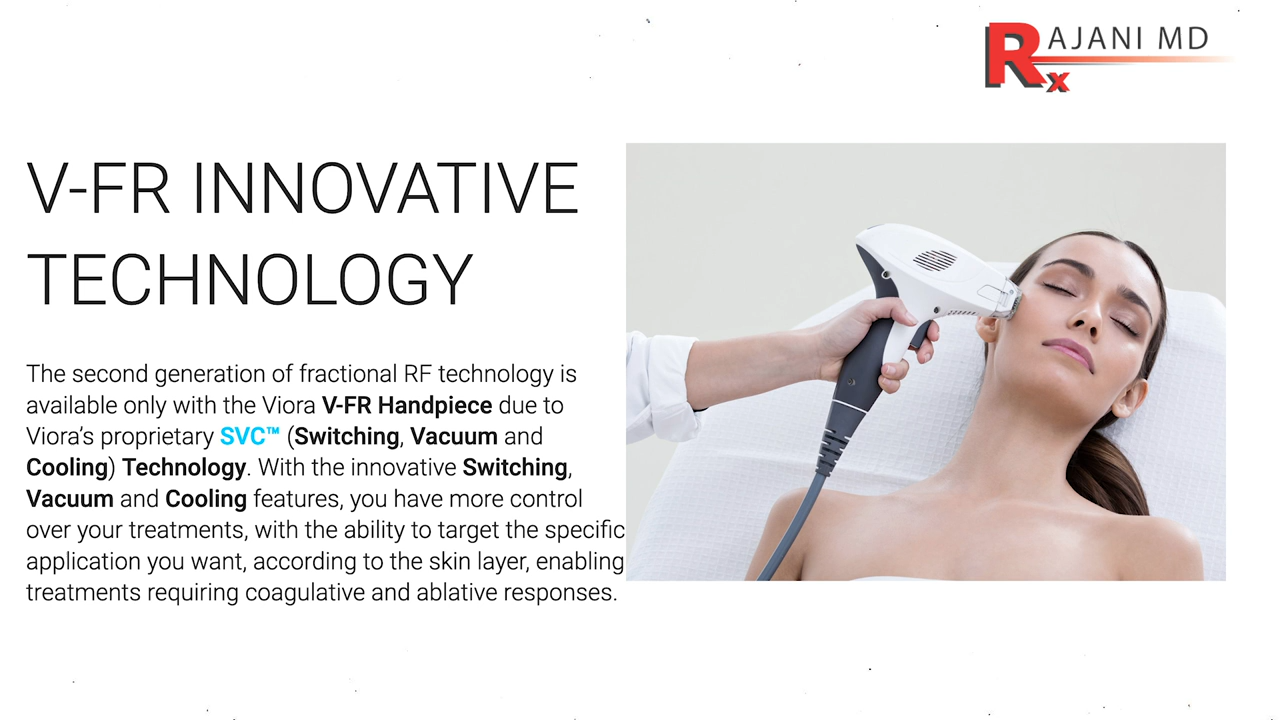 Rx AJANI MD
V-FR INNOVATIVE
TECHNOLOGY
The second generation of fractional RF technology is
available only with the Viora V-FR Handpiece due to
Viora’s proprietary SVC™ (Switching, Vacuum and
Cooling) Technology. With the innovative Switching,
Vacuum and Cooling features, you have more control
over your treatments, with the ability to target the specific
application you want, according to the skin layer, enabling
treatments requiring coagulative and ablative responses.